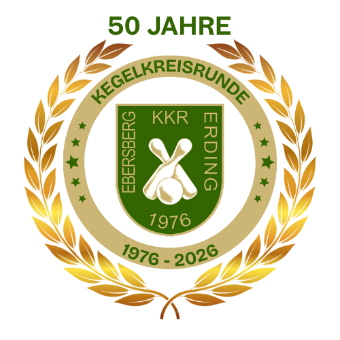 50 JAHRE
KEGELKREISRUNDE
KKR
EBERSBERG
ERDING
1976
1976 - 2026